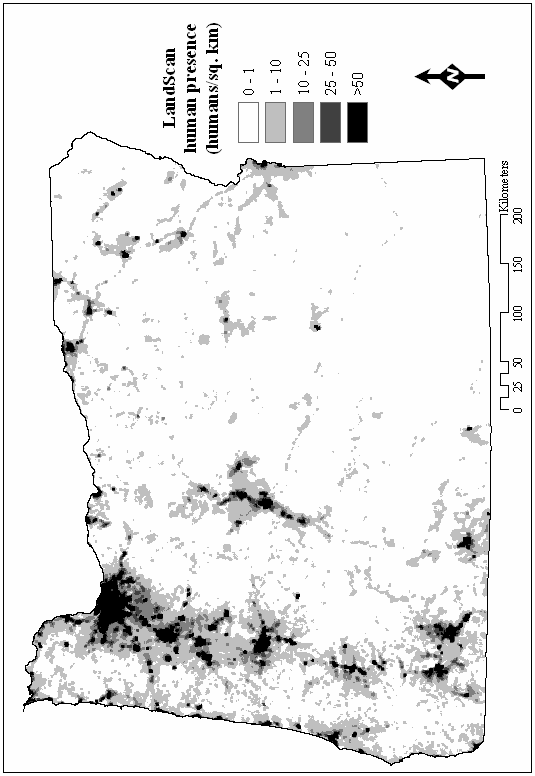 LandScan
human presence
(humans/sq. km)
0 - 1
1 - 10
10 - 25
25 - 50
>50
N
Kilometers
0 25 50 100 150 200